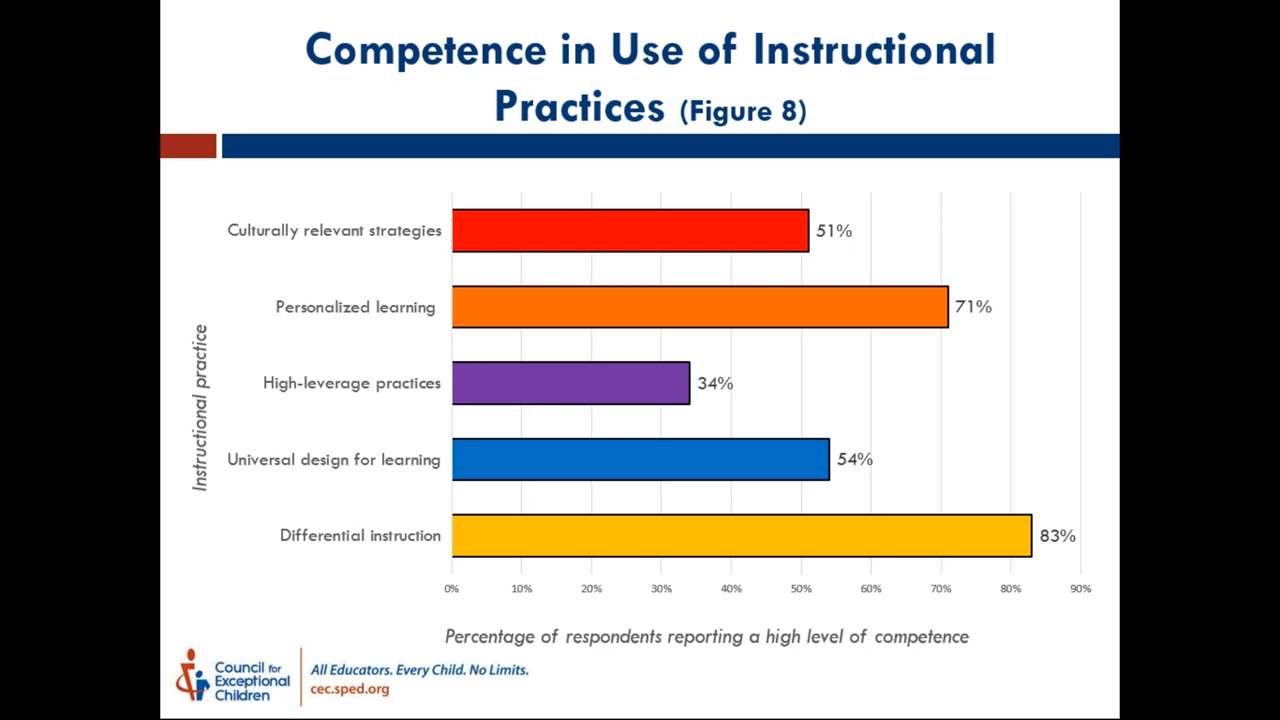 Competence in Use of Instructional
Practices (Figure 8)
Instructional practice
Culturally relevant strategies 51%
Personalized learning 71%
High-leverage practices 34%
Universal design for learning 54%
Differential instruction 83%
0% 10% 20% 30% 40% 50% 60% 70% 80% 90%
Percentage of respondents reporting a high level of competence
Council for
Exceptional
Children
All Educators. Every Child. No Limits.
cec.sped.org